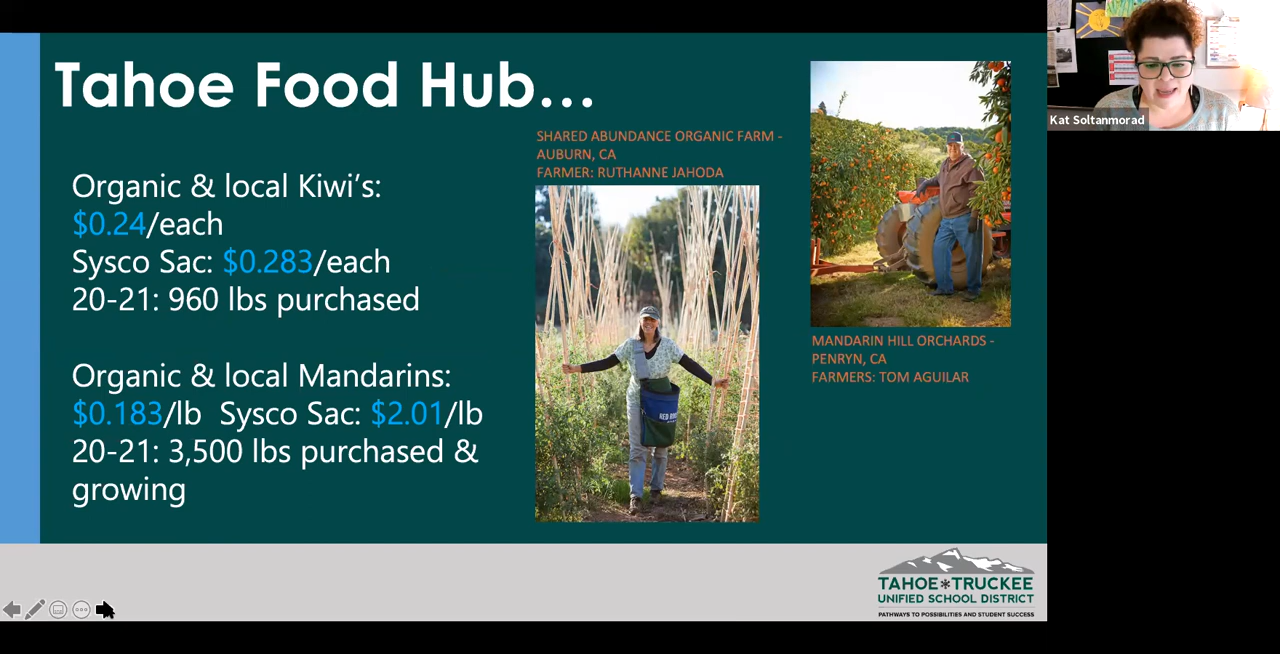 Tahoe Food Hub...
Organic & local Kiwi's:
$0.24/each
Sysco Sac: $0.283/each
20-21: 960 lbs purchased
Organic & local Mandarins:
$0.183/lb  Sysco Sac: $2.01/lb
20-21: 3,500 lbs purchased &
growing
SHARED ABUNDANCE ORGANIC FARM -
AUBURN, CA
FARMER: RUTHANNE JAHODA
MANDARIN HILL ORCHARDS -
PENRYN, CA
FARMERS: TOM AGUILAR
TAHOE*TRUCKEE
UNIFIED SCHOOL DISTRICT
PATHWAYS TO POSSIBILITIES AND STUDENT SUCCESS
Kat Soltanmorad